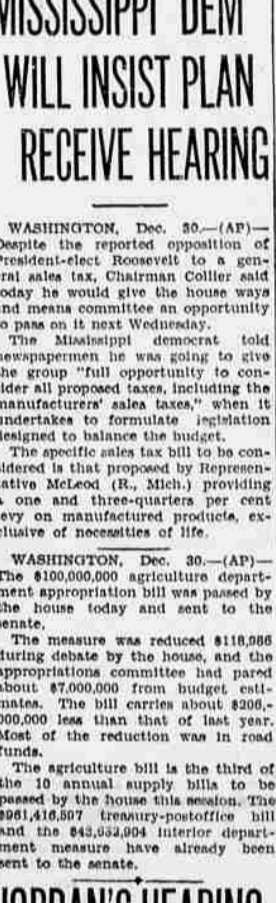 MISSISSIPPI DEM
WILL INSIST PLAN
RECEIVE HEARING
WASHINGTON, Dec. 30.—(AP)—
Despite the reported opposition of
President-elect Roosevelt to a gen-
ral sales tax, Chairman Collier said
oday he would give the house ways
and means committee an opportunity
o pass on it next Wednesday.
The Mississippi democrat told
newspapermen he was going to give
the group "full opportunity to con-
sider all proposed taxes, including the
manufacturers' sales taxes," when it
undertakes to formulate legislation
designed to balance the budget.
The specific sales tax bill to be con-
sidered is that proposed by Represen-
tative McLeod (R., Mich.) providing
a one and three-quarters per cent
levy on manufactured products, ex-
clusive of necessities of life.
WASHINGTON, Dec. 30.—(AP)—
The $100,000,000 agriculture depart-
ment appropriation bill was passed by
the house today and sent to the
senate.
The measure was reduced $118,986
during debate by the house, and the
appropriations committee had pared
about $7,000,000 from budget esti-
mates. The bill carries about $206,-
000,000 less than that of last year.
Most of the reduction was in road
funds.
The agriculture bill is the third of
the 10 annual supply bills to be
passed by the house this session. The
$961,416,597 treasury-postoffice bill
and the $43,632,904 interior depart-
ment measure have already been
sent to the senate.
JORDAN'S HEARING